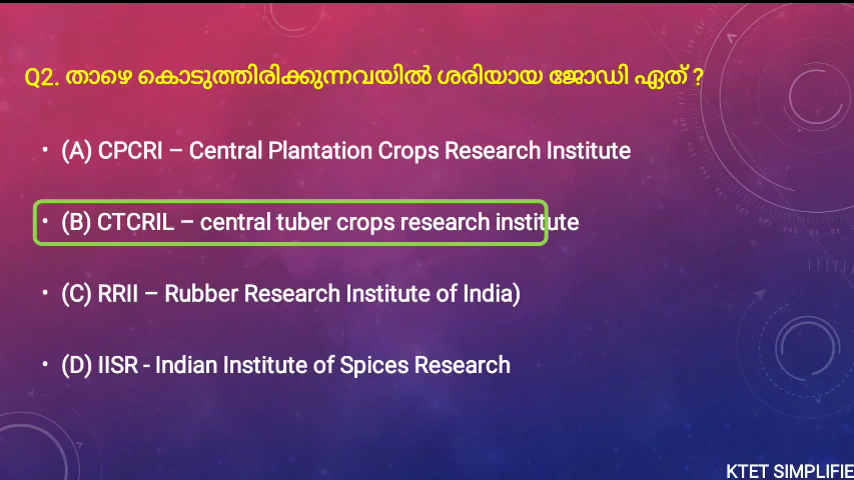 Q2. താഴെ കൊടുത്തിരിക്കുന്നവയിൽ ശരിയായ ജോഡി ഏത് ?
• (A) CPCRI – Central Plantation Crops Research Institute
• (B) CTCRIL – central tuber crops research institute
• (C) RRII – Rubber Research Institute of India)
• (D) IISR - Indian Institute of Spices Research
KTET SIMPLIFIE